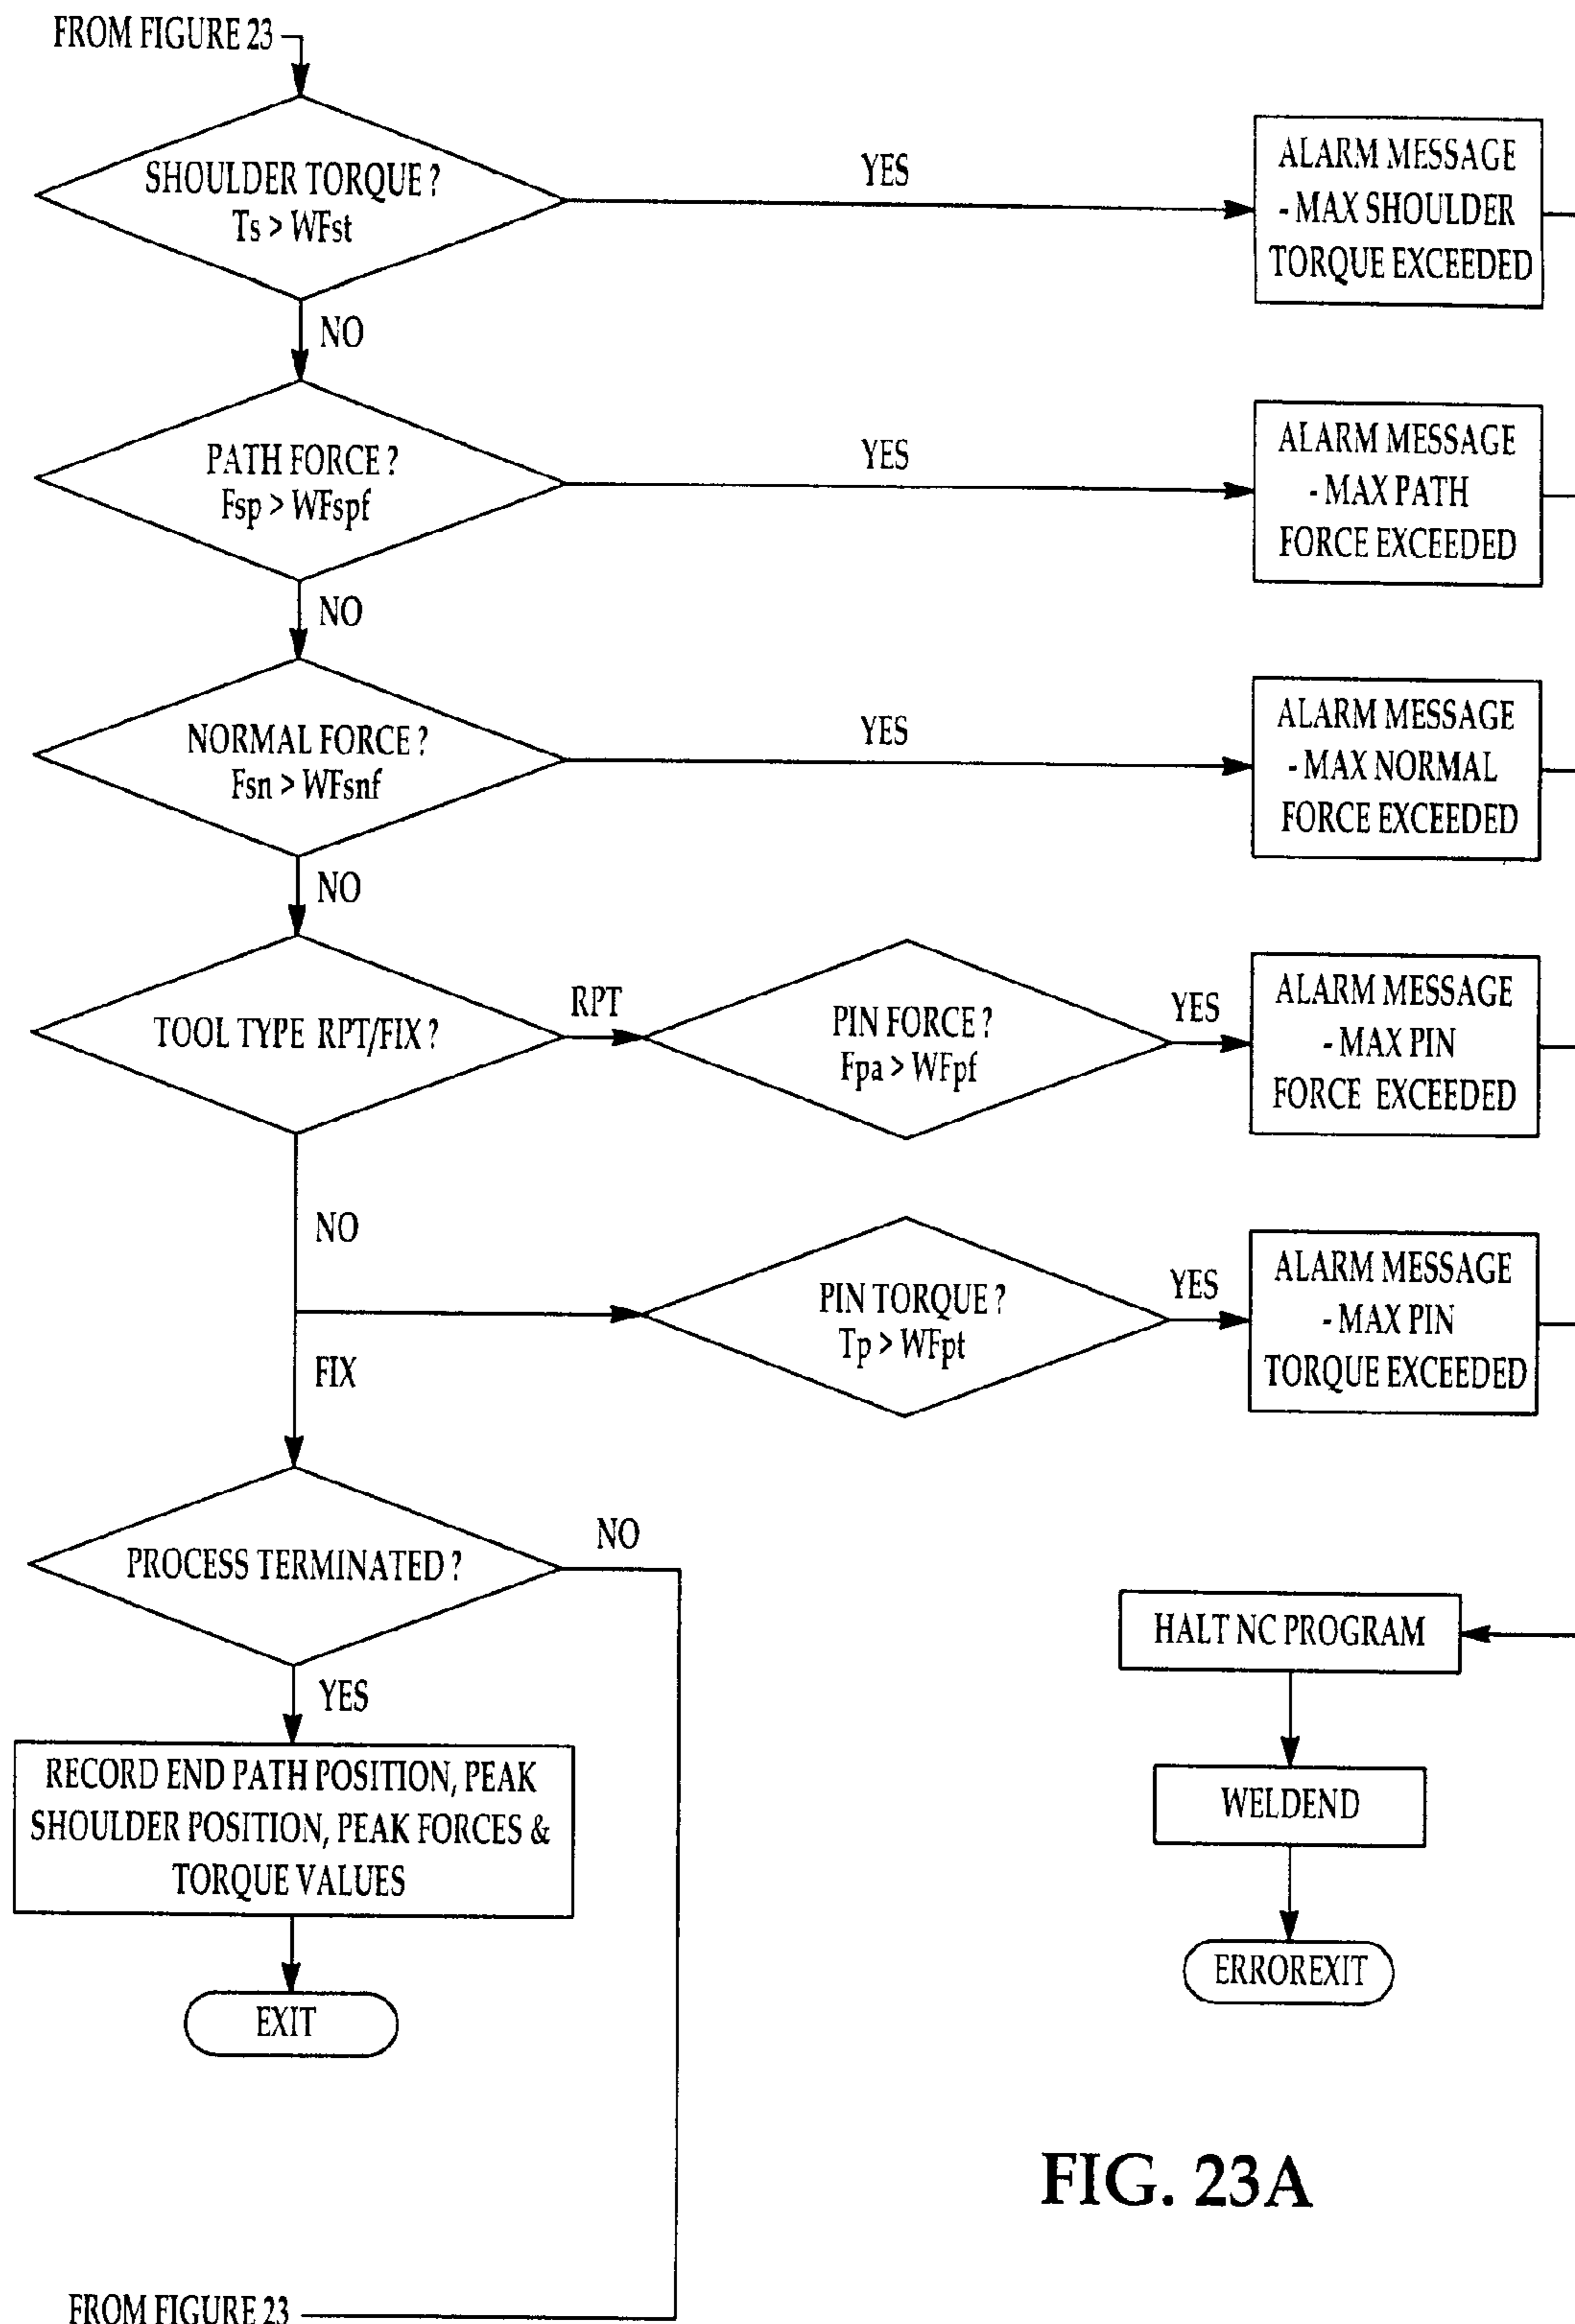 FROM FIGURE 23
SHOULDER TORQUE ?
Ts > WFst
YES
ALARM MESSAGE
- MAX SHOULDER
TORQUE EXCEEDED
NO
PATH FORCE ?
Fsp > WFspf
YES
ALARM MESSAGE
- MAX PATH
FORCE EXCEEDED
NO
NORMAL FORCE ?
Fsn > WFsnf
YES
ALARM MESSAGE
- MAX NORMAL
FORCE EXCEEDED
NO
TOOL TYPE RPT/FIX ?
RPT
PIN FORCE ?
Fpa > WFpf
YES
ALARM MESSAGE
- MAX PIN
FORCE EXCEEDED
NO
PIN TORQUE ?
Tp > WFpt
YES
ALARM MESSAGE
- MAX PIN
TORQUE EXCEEDED
FIX
PROCESS TERMINATED ?
NO
YES
RECORD END PATH POSITION, PEAK
SHOULDER POSITION, PEAK FORCES &
TORQUE VALUES
EXIT
HALT NC PROGRAM
WELDEND
ERROREXIT
FIG. 23A
FROM FIGURE 23